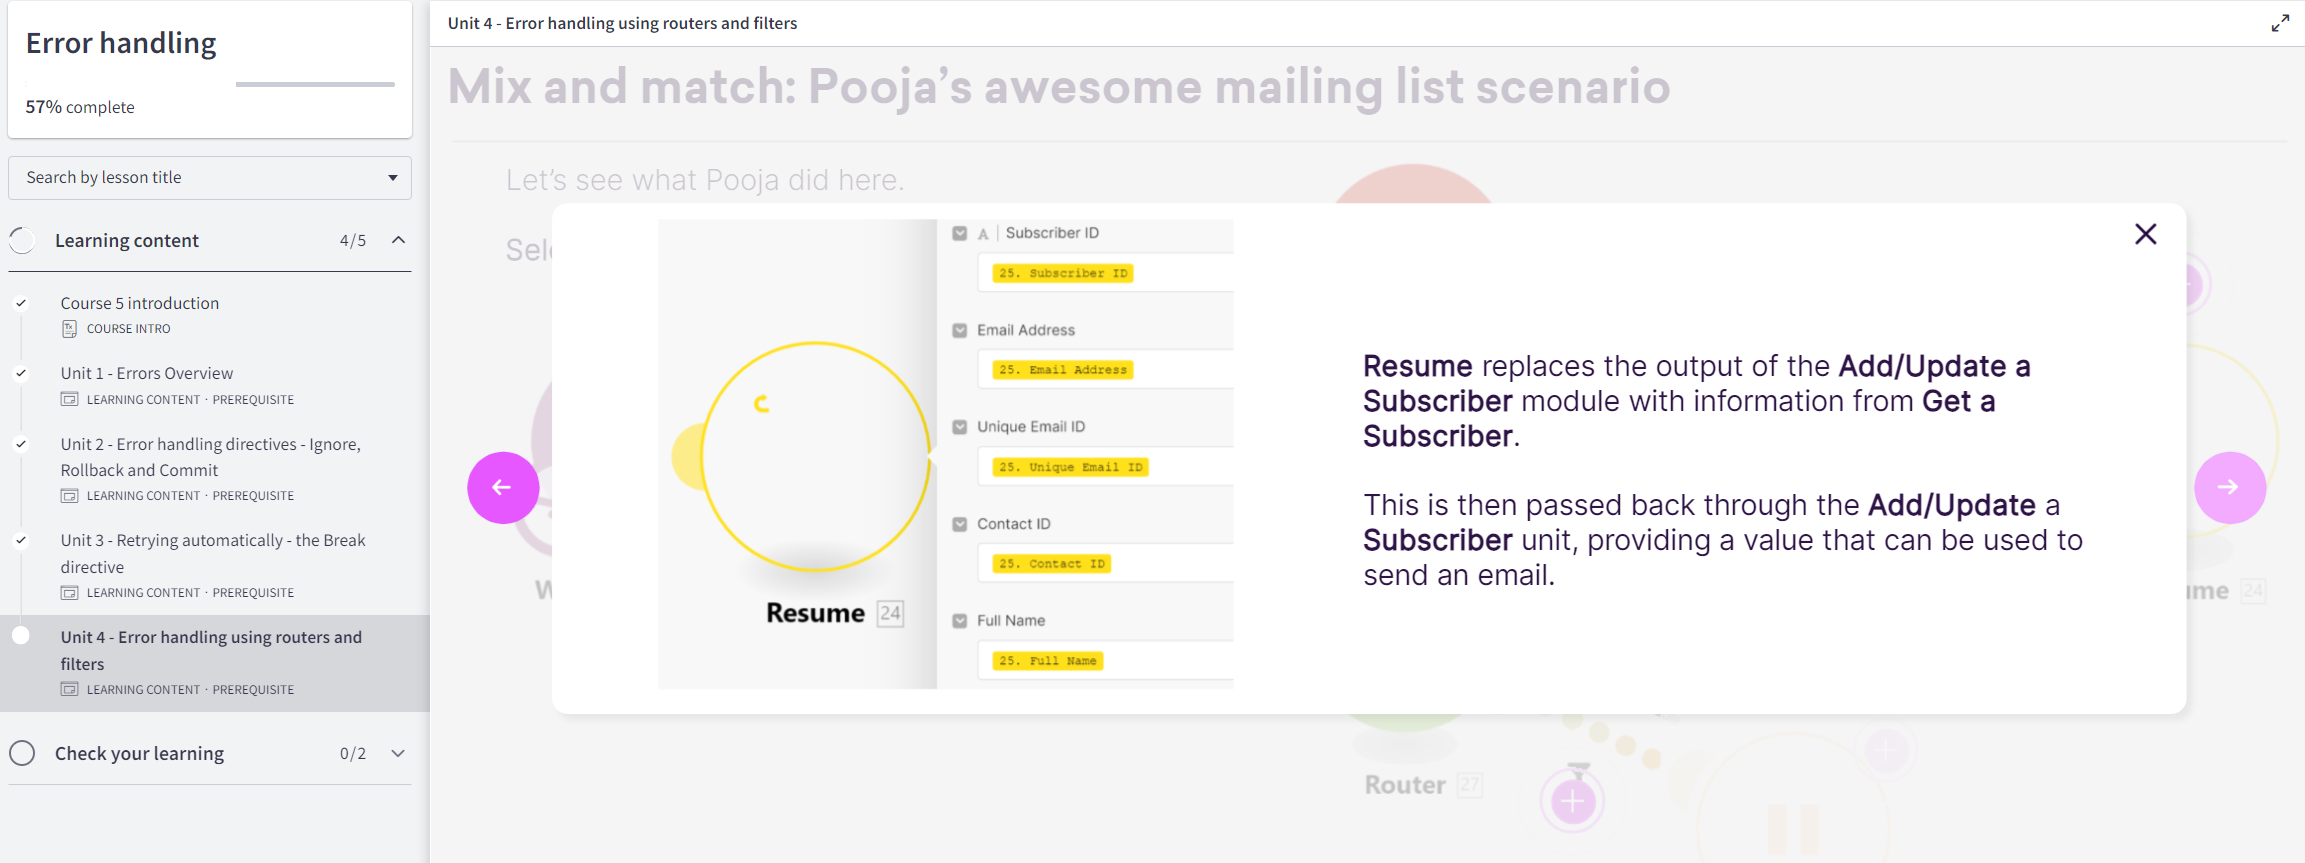 Error handling
57% complete
Search by lesson title
Learning content 4/5
Course 5 introduction
COURSE INTRO
Unit 1 - Errors Overview
LEARNING CONTENT · PREREQUISITE
Unit 2 - Error handling directives - Ignore,
Rollback and Commit
LEARNING CONTENT · PREREQUISITE
Unit 3 - Retrying automatically - the Break
directive
LEARNING CONTENT · PREREQUISITE
Unit 4 - Error handling using routers and
filters
LEARNING CONTENT · PREREQUISITE
Check your learning 0/2
Unit 4 - Error handling using routers and filters
Mix and match: Pooja's awesome mailing list scenario
Let's see what Pooja did here.
A | Subscriber ID
25. Subscriber ID
Email Address
25. Email Address
Unique Email ID
25. Unique Email ID
Contact ID
25. Contact ID
Full Name
25. Full Name
Resume 24
Resume replaces the output of the Add/Update a
Subscriber module with information from Get a
Subscriber.
This is then passed back through the Add/Update a
Subscriber unit, providing a value that can be used to
send an email.
24
Router 27